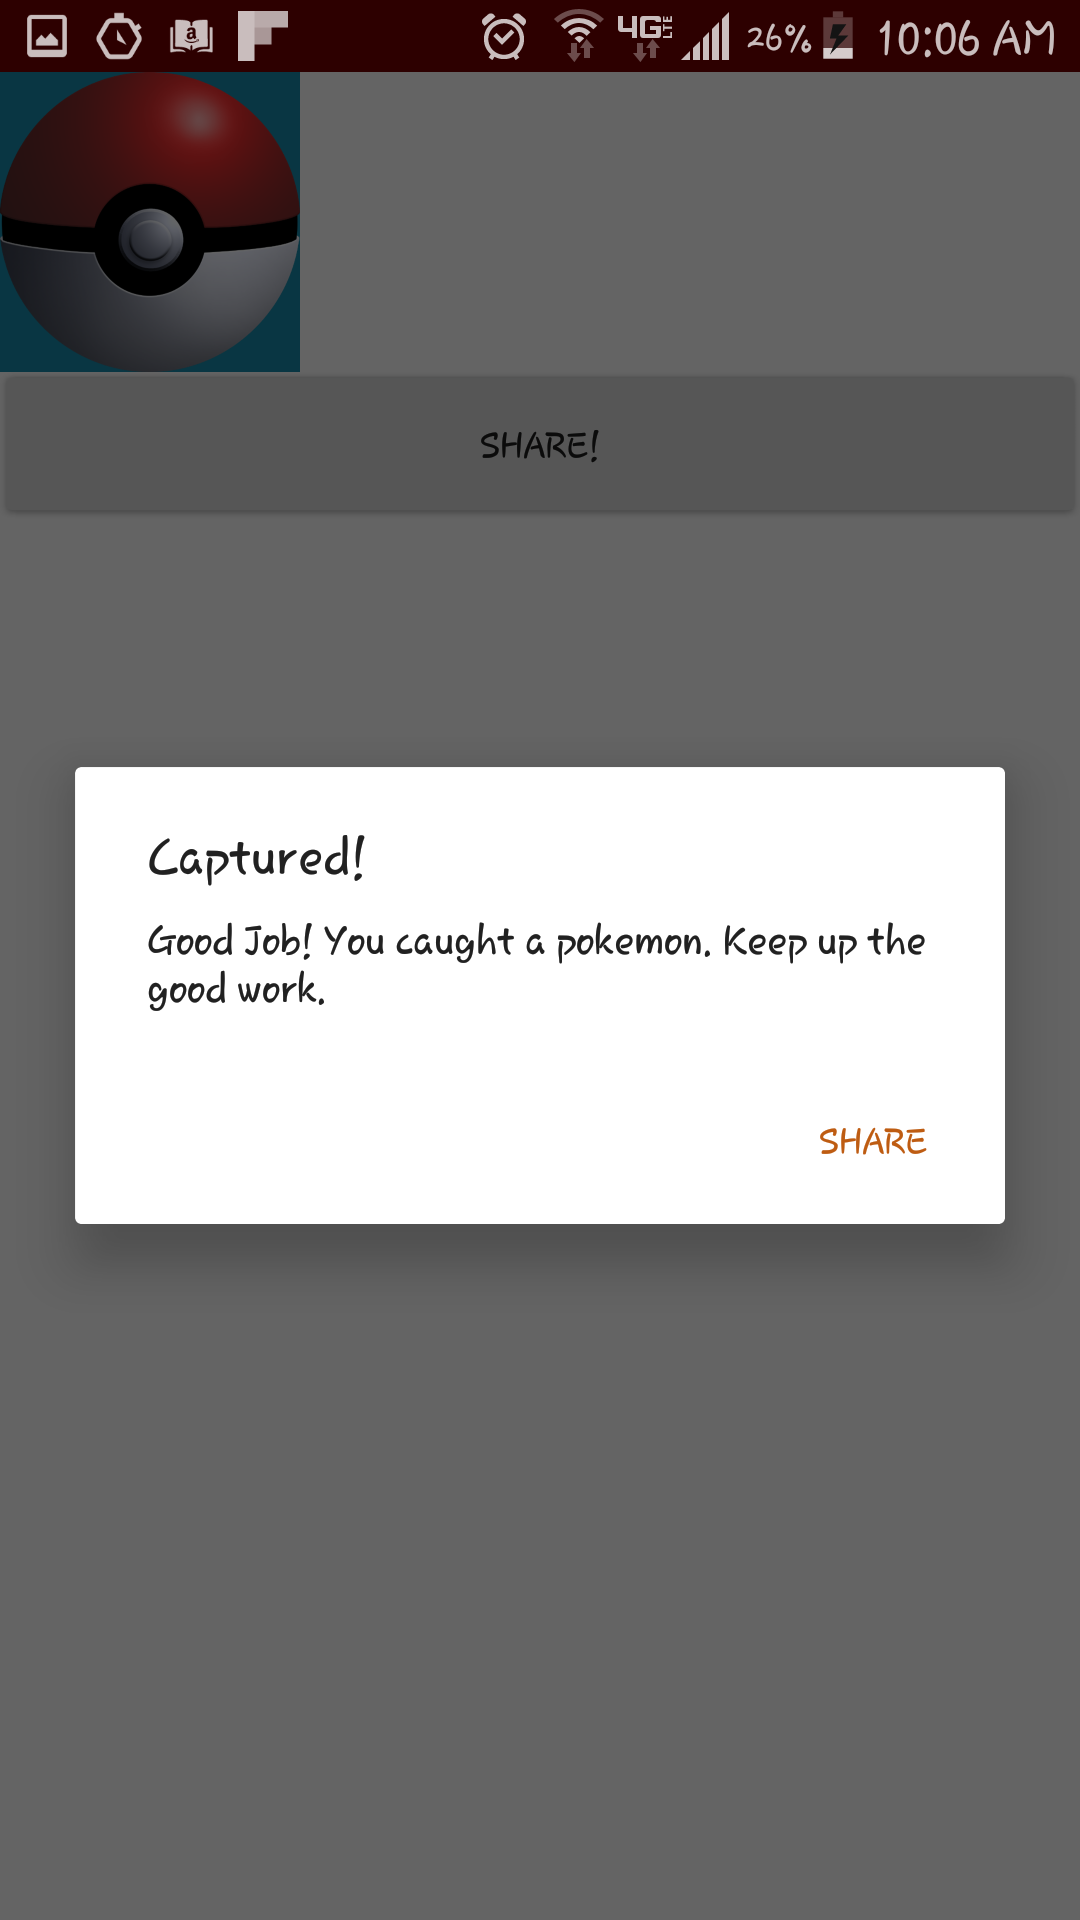 a
4G LTE
26%
10:06 AM
SHARE!
Captured!
Good Job! You caught a pokemon. Keep up the
good work.
SHARE